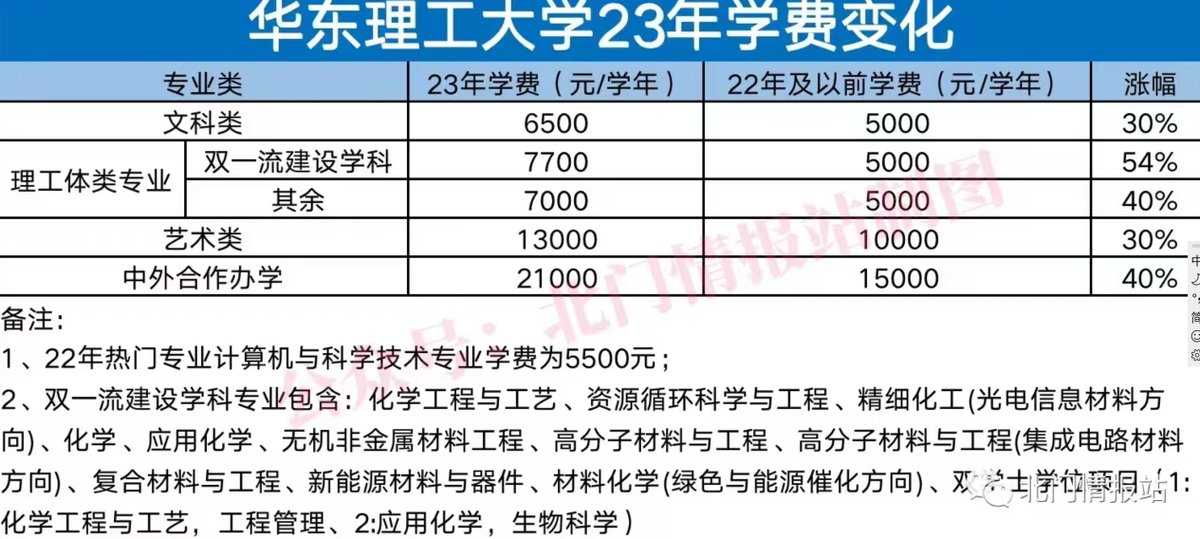 华东理工大学23年学费变化
专业类 23年学费（元/学年） 22年及以前学费（元/学年） 涨幅
文科类 6500 5000 30%
理工体类专业 双一流建设学科 7700 5000 54%
其余 7000 5000 40%
艺术类 13000 10000 30%
中外合作办学 21000 15000 40%
备注：
1、22年热门专业计算机与科学技术专业学费为5500元；
2、双一流建设学科专业包含：化学工程与工艺、资源循环科学与工程、精细化工(光电信息材料方
向)、化学、应用化学、无机非金属材料工程、高分子材料与工程、高分子材料与工程(集成电路材料
方向)、复合材料与工程、新能源材料与器件、材料化学(绿色与能源催化方向)、双学士学位项目（1:
化学工程与工艺，工程管理、2:应用化学，生物科学）
公众号：北门情报站制图
北门情报站
中
简